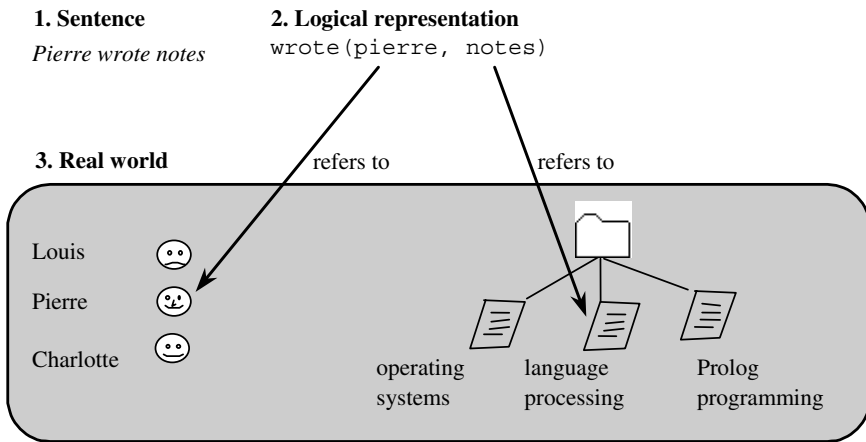 1. Sentence
2. Logical representation
Pierre wrote notes
wrote(pierre, notes)
3. Real world
refers to
refers to
Louis
Pierre
Charlotte
operating
systems
language
processing
Prolog
programming